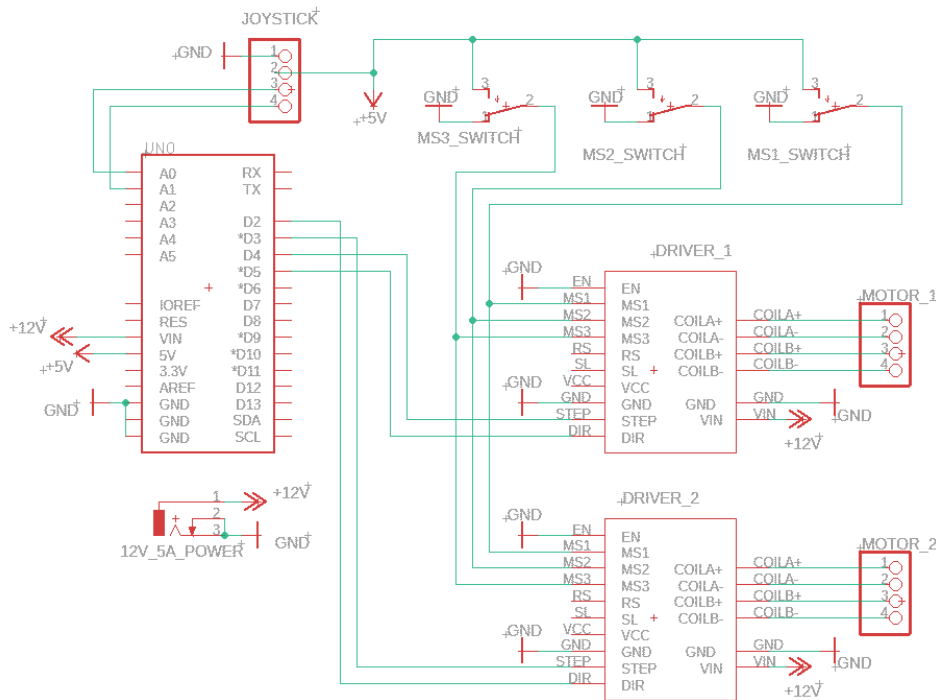 JOYSTICK
GND
1
2
3
4
+5V
GND
3
2
1
MS3_SWITCH
GND
3
2
1
MS2_SWITCH
GND
3
2
1
MS1_SWITCH
UNO
A0
A1
A2
A3
A4
A5
IOREF
RES
VIN
5V
3.3V
AREF
GND
GND
GND
RX
TX
D2
*D3
D4
*D5
*D6
D7
D8
*D9
*D10
*D11
D12
D13
SDA
SCL
+12V
+5V
GND
1
2
3
+12V
GND
12V_5A_POWER
DRIVER_1
GND
GND
EN
MS1
MS2
MS3
RS
SL
VCC
GND
STEP
DIR
EN
MS1
MS2
MS3
RS
SL
VCC
GND
STEP
DIR
COILA+
COILA-
COILB+
COILB-
GND
VIN
COILA+
COILA-
COILB+
COILB-
GND
VIN
GND
+12V
MOTOR_1
1
2
3
4
DRIVER_2
GND
GND
EN
MS1
MS2
MS3
RS
SL
VCC
GND
STEP
DIR
EN
MS1
MS2
MS3
RS
SL
VCC
GND
STEP
DIR
COILA+
COILA-
COILB+
COILB-
GND
VIN
COILA+
COILA-
COILB+
COILB-
GND
VIN
GND
+12V
MOTOR_2
1
2
3
4